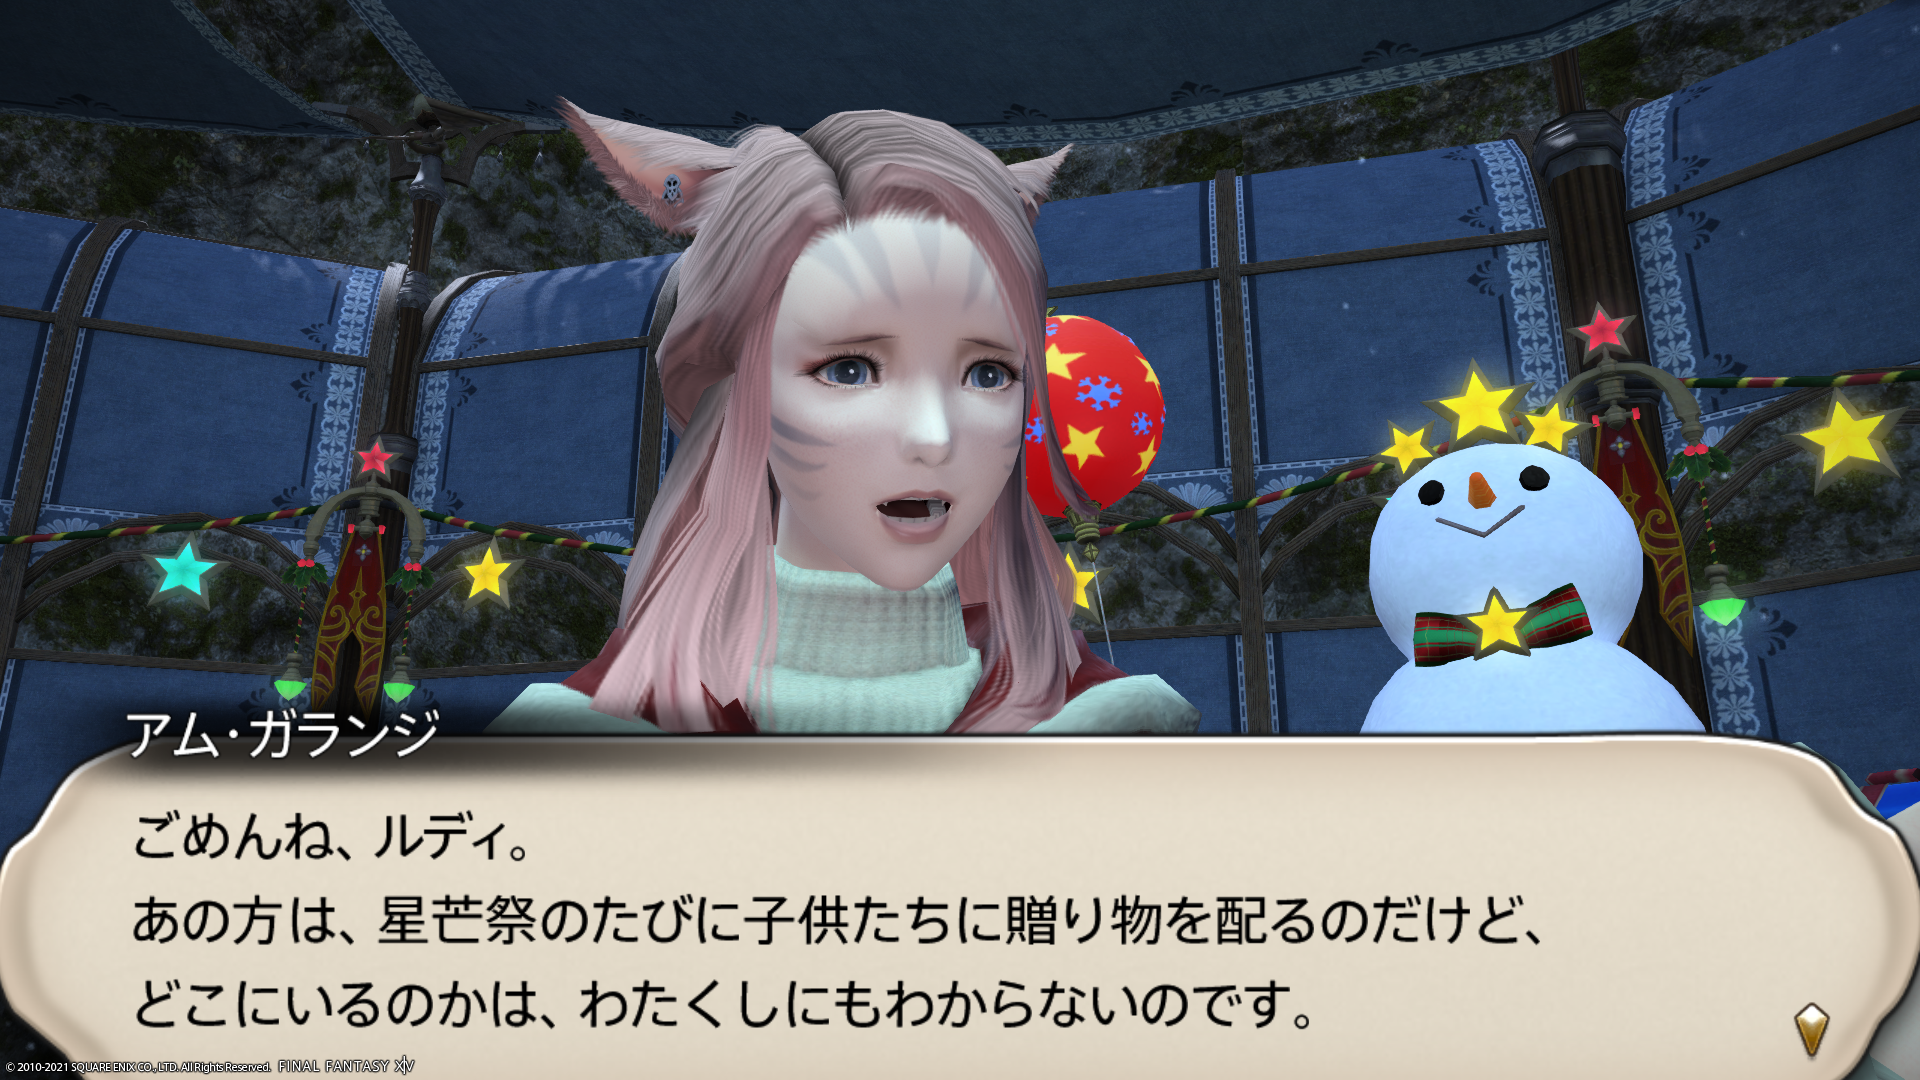 アム・ガランジ
ごめんね、ルディ。
あの方は、星芒祭のたびに子供たちに贈り物を配るのだけど、
どこにいるのかは、わたくしにもわからないのです。
© 2010-2021 SQUARE ENIX CO., LTD. All Rights Reserved. FINAL FANTASY XIV